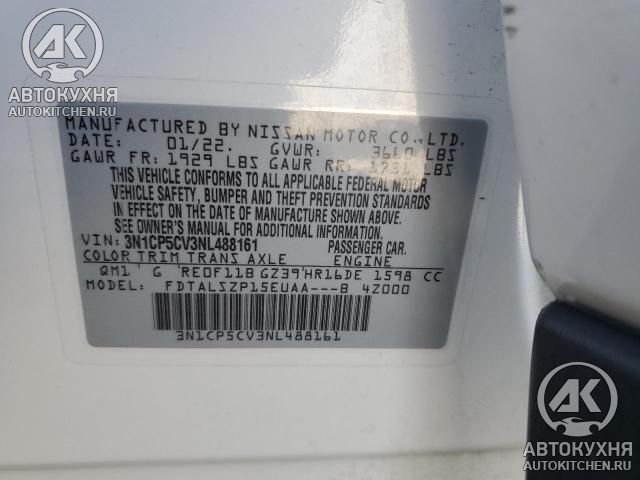 АК
АВТОКУХНЯ
AUTOKITCHEN.RU
MANUFACTURED BY NISSAN MOTOR CO.,LTD.
DATE: 01/22. GVWR: 3660 LBS
GAWR FR: 1929 LBS GAWR RR: 1731 LBS
THIS VEHICLE CONFORMS TO ALL APPLICABLE FEDERAL MOTOR
VEHICLE SAFETY, BUMPER AND THEFT PREVENTION STANDARDS
IN EFFECT ON THE DATE OF MANUFACTURE SHOWN ABOVE.
SEE OWNER'S MANUAL FOR ADDITIONAL INFORMATION.
VIN: 3N1CP5CV3NL488161 PASSENGER CAR.
COLOR TRIM TRANS AXLE ENGINE
QM1 G RE0F11B GZ39 HR16DE 1598 CC
MODEL: FDTALSZP15EUAA---B 4Z000
3N1CP5CV3NL488161
АК
АВТОКУХНЯ
AUTOKITCHEN.RU